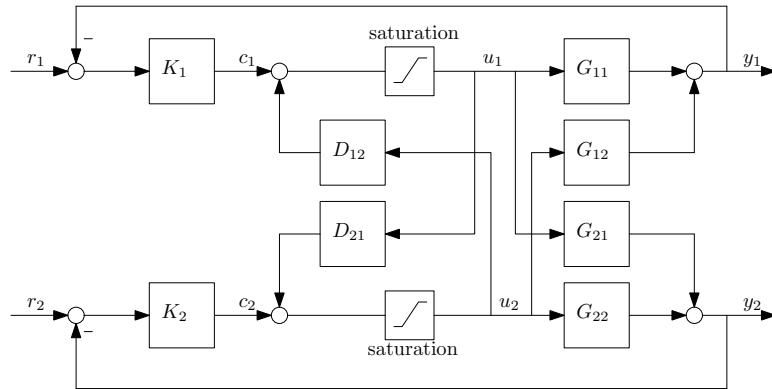 saturation
r₁ − K₁ c₁ u₁ G₁₁ y₁
D₁₂ G₁₂
D₂₁ G₂₁
r₂ − K₂ c₂ u₂ G₂₂ y₂
saturation